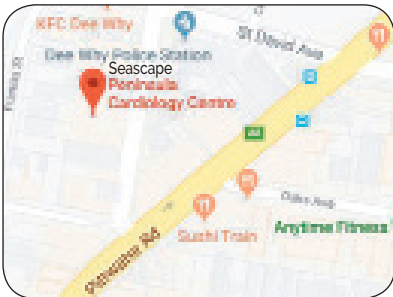 KFC Dee Why
St David Ave
Dee Why Police Station
Seascape
Peninsula
Cardiology Centre
Oaks Ave
Anytime Fitness
Sushi Train
Pittwater Rd